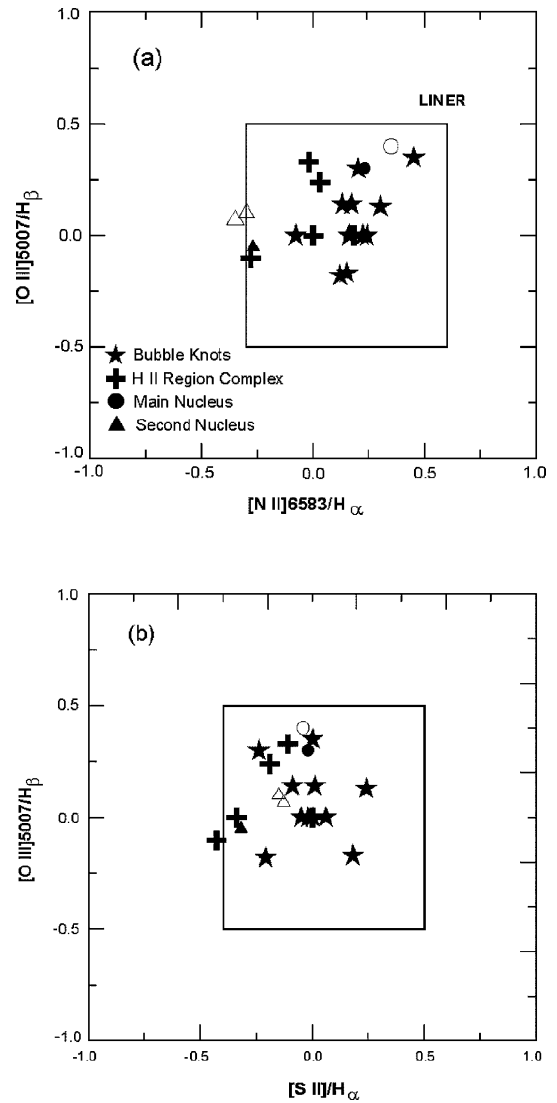 1.0
(a)
LINER
0.5
[O III]5007/Hβ
0.0
-0.5
Bubble Knots
H II Region Complex
Main Nucleus
Second Nucleus
-1.0
-1.0 -0.5 0.0 0.5 1.0
[N II]6583/H α
1.0
(b)
0.5
[O III]5007/Hβ
0.0
-0.5
-1.0
-1.0 -0.5 0.0 0.5 1.0
[S II]/H α